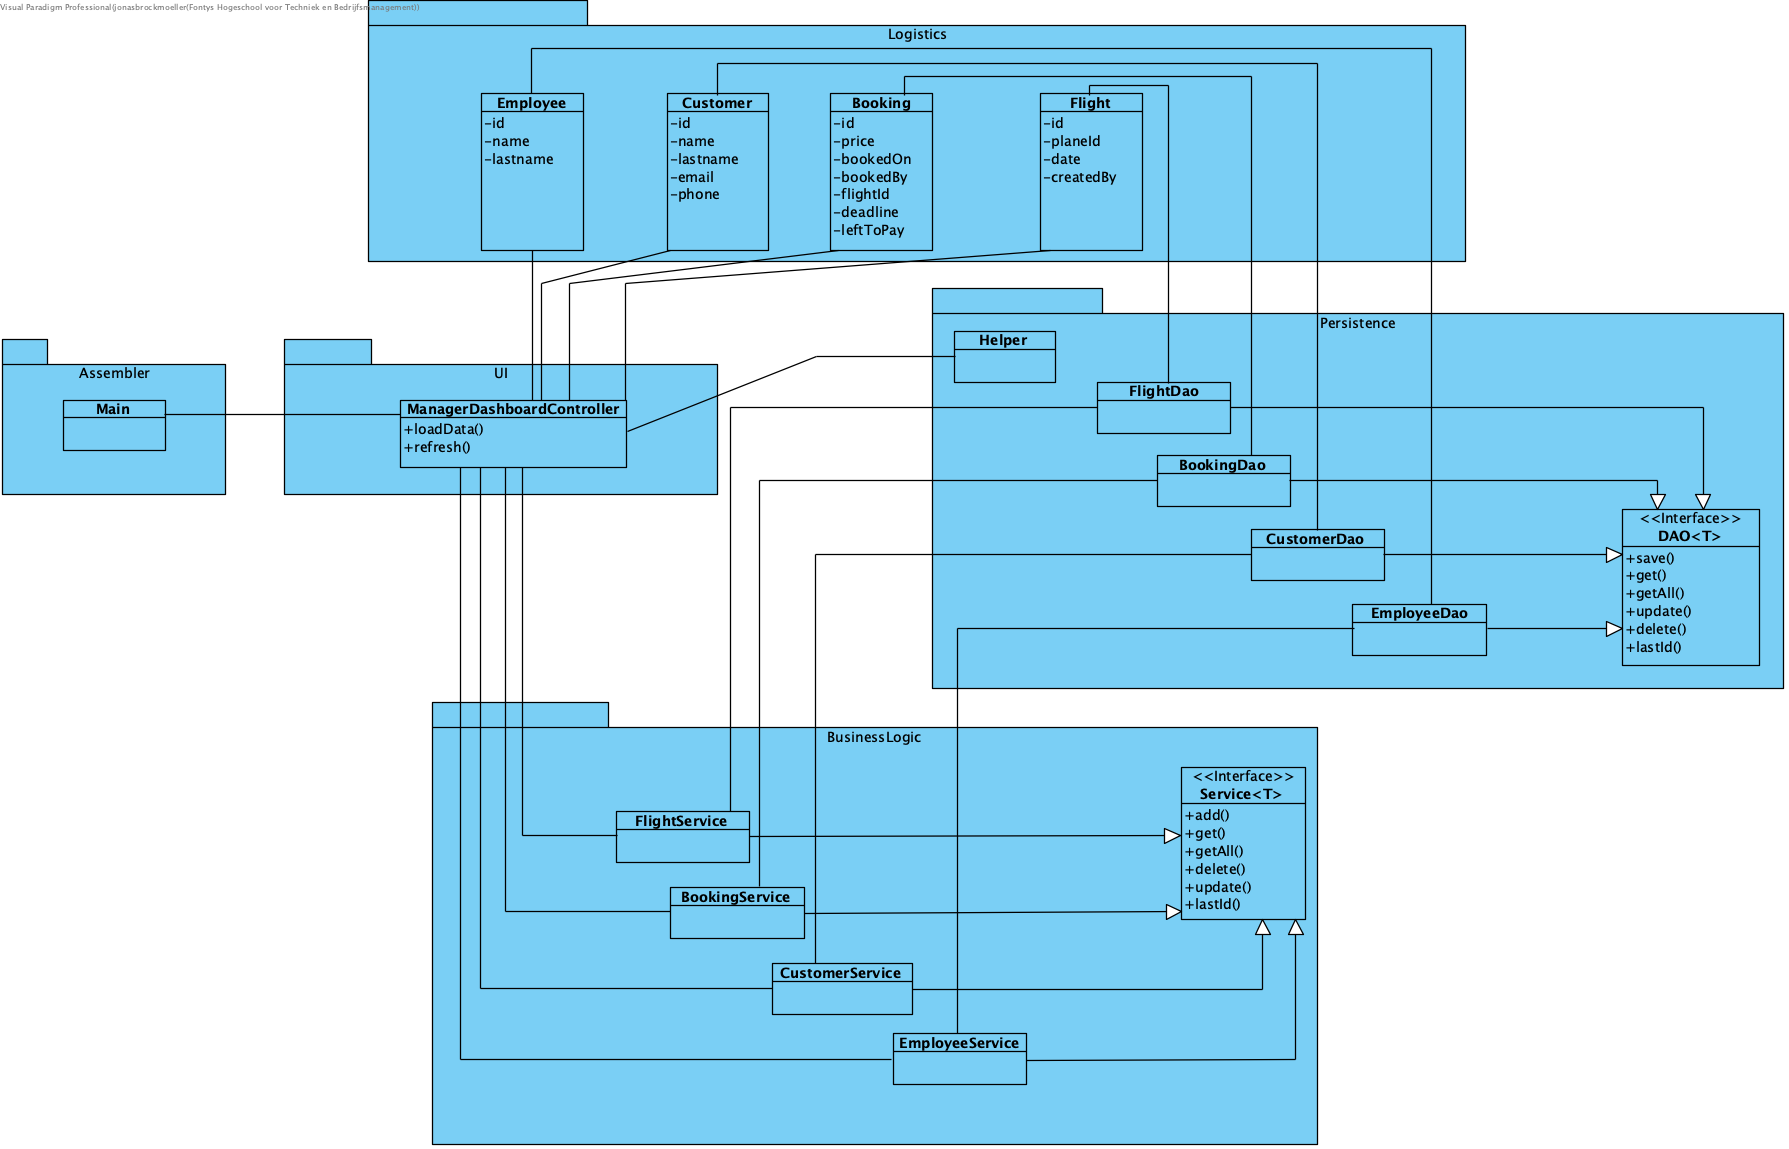 Visual Paradigm Professional(jonasbrockmoeller(Fontys Hogeschool voor Techniek en Bedrijfsmanagement))
Logistics
Employee
-id
-name
-lastname
Customer
-id
-name
-lastname
-email
-phone
Booking
-id
-price
-bookedOn
-bookedBy
-flightId
-deadline
-leftToPay
Flight
-id
-planeId
-date
-createdBy
Assembler
Main
UI
ManagerDashboardController
+loadData()
+refresh()
Persistence
Helper
FlightDao
BookingDao
CustomerDao
EmployeeDao
<<Interface>>
DAO<T>
+save()
+get()
+getAll()
+update()
+delete()
+lastId()
BusinessLogic
FlightService
BookingService
CustomerService
EmployeeService
<<Interface>>
Service<T>
+add()
+get()
+getAll()
+delete()
+update()
+lastId()